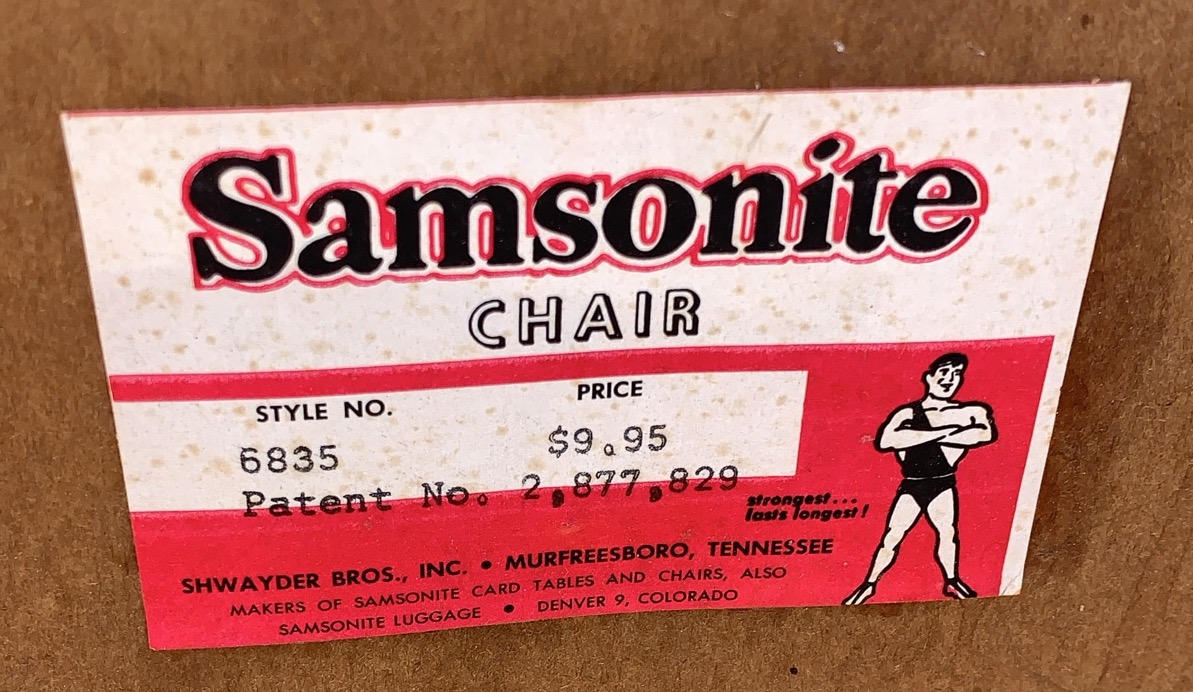 Samsonite
CHAIR
STYLE NO. PRICE
6835 $9.95
Patent No. 2,877,829
strongest...
lasts longest!
SHWAYDER BROS., INC. • MURFREESBORO, TENNESSEE
MAKERS OF SAMSONITE CARD TABLES AND CHAIRS, ALSO
SAMSONITE LUGGAGE • DENVER 9, COLORADO